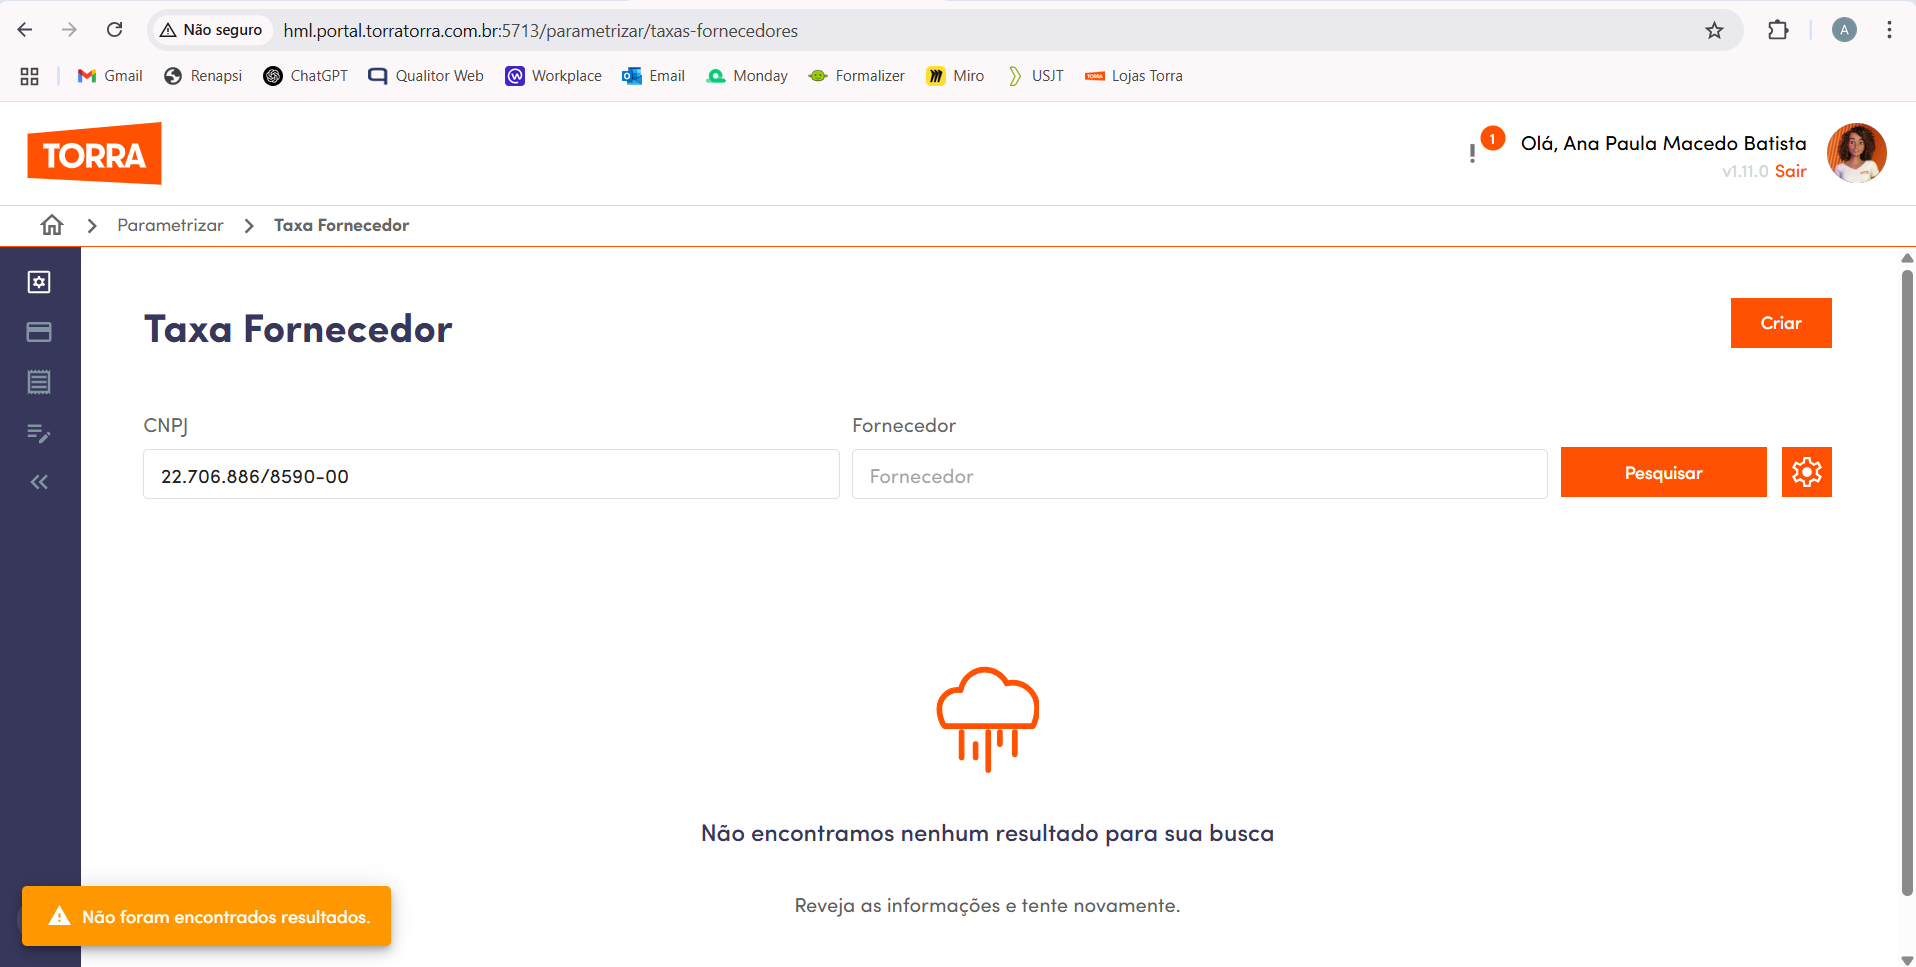 Não seguro
hml.portal.torratorra.com.br:5713/parametrizar/taxas-fornecedores
A
Gmail
Renapsi
ChatGPT
Qualitor Web
Workplace
Email
Monday
Formalizer
Miro
USJT
Lojas Torra
TORRA
1
Olá, Ana Paula Macedo Batista
v1.11.0 Sair
Parametrizar
Taxa Fornecedor
Taxa Fornecedor
Criar
CNPJ
Fornecedor
22.706.886/8590-00
Fornecedor
Pesquisar
Não encontramos nenhum resultado para sua busca
Reveja as informações e tente novamente.
Não foram encontrados resultados.